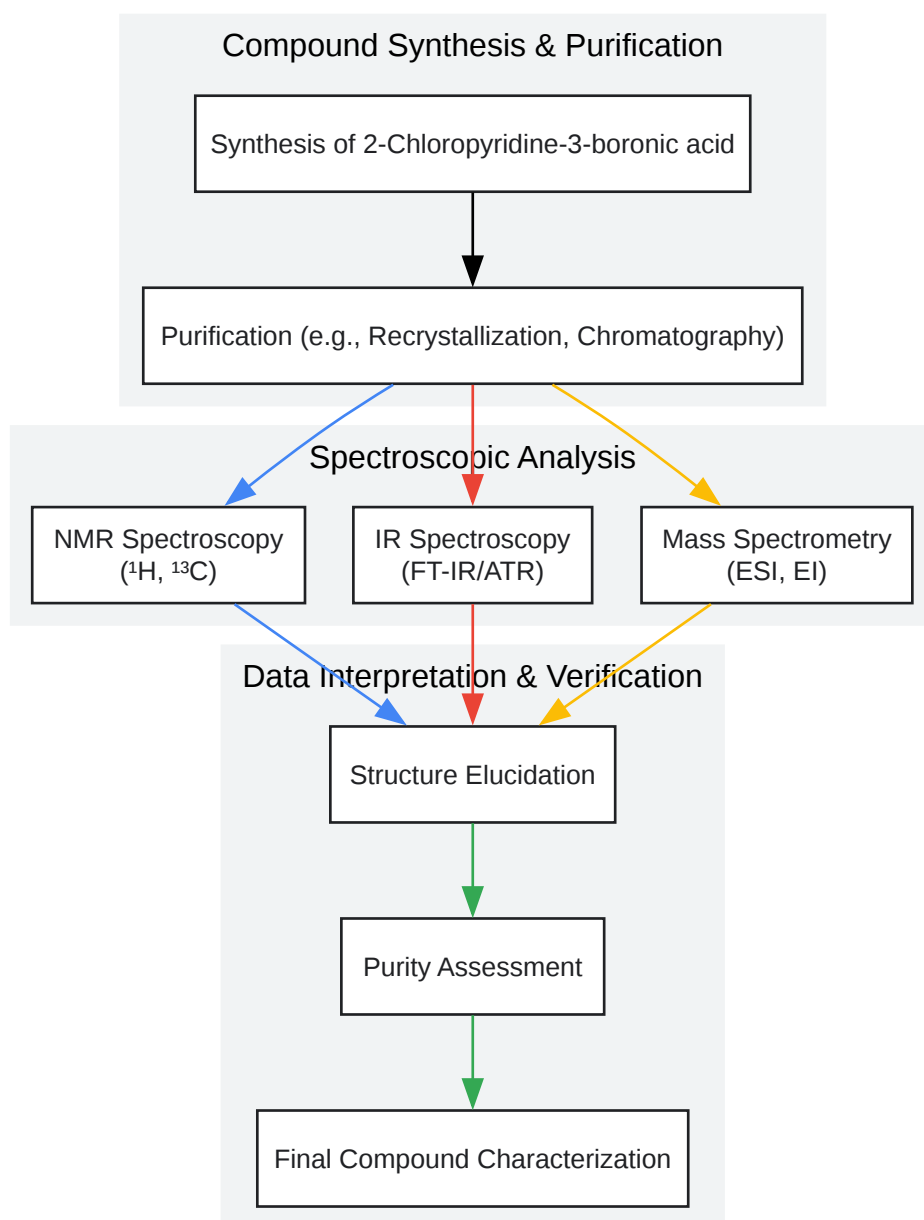 Compound Synthesis & Purification
Synthesis of 2-Chloropyridine-3-boronic acid
Purification (e.g., Recrystallization, Chromatography)
Spectroscopic Analysis
NMR Spectroscopy
(¹H, ¹³C)
IR Spectroscopy
(FT-IR/ATR)
Mass Spectrometry
(ESI, EI)
Data Interpretation & Verification
Structure Elucidation
Purity Assessment
Final Compound Characterization